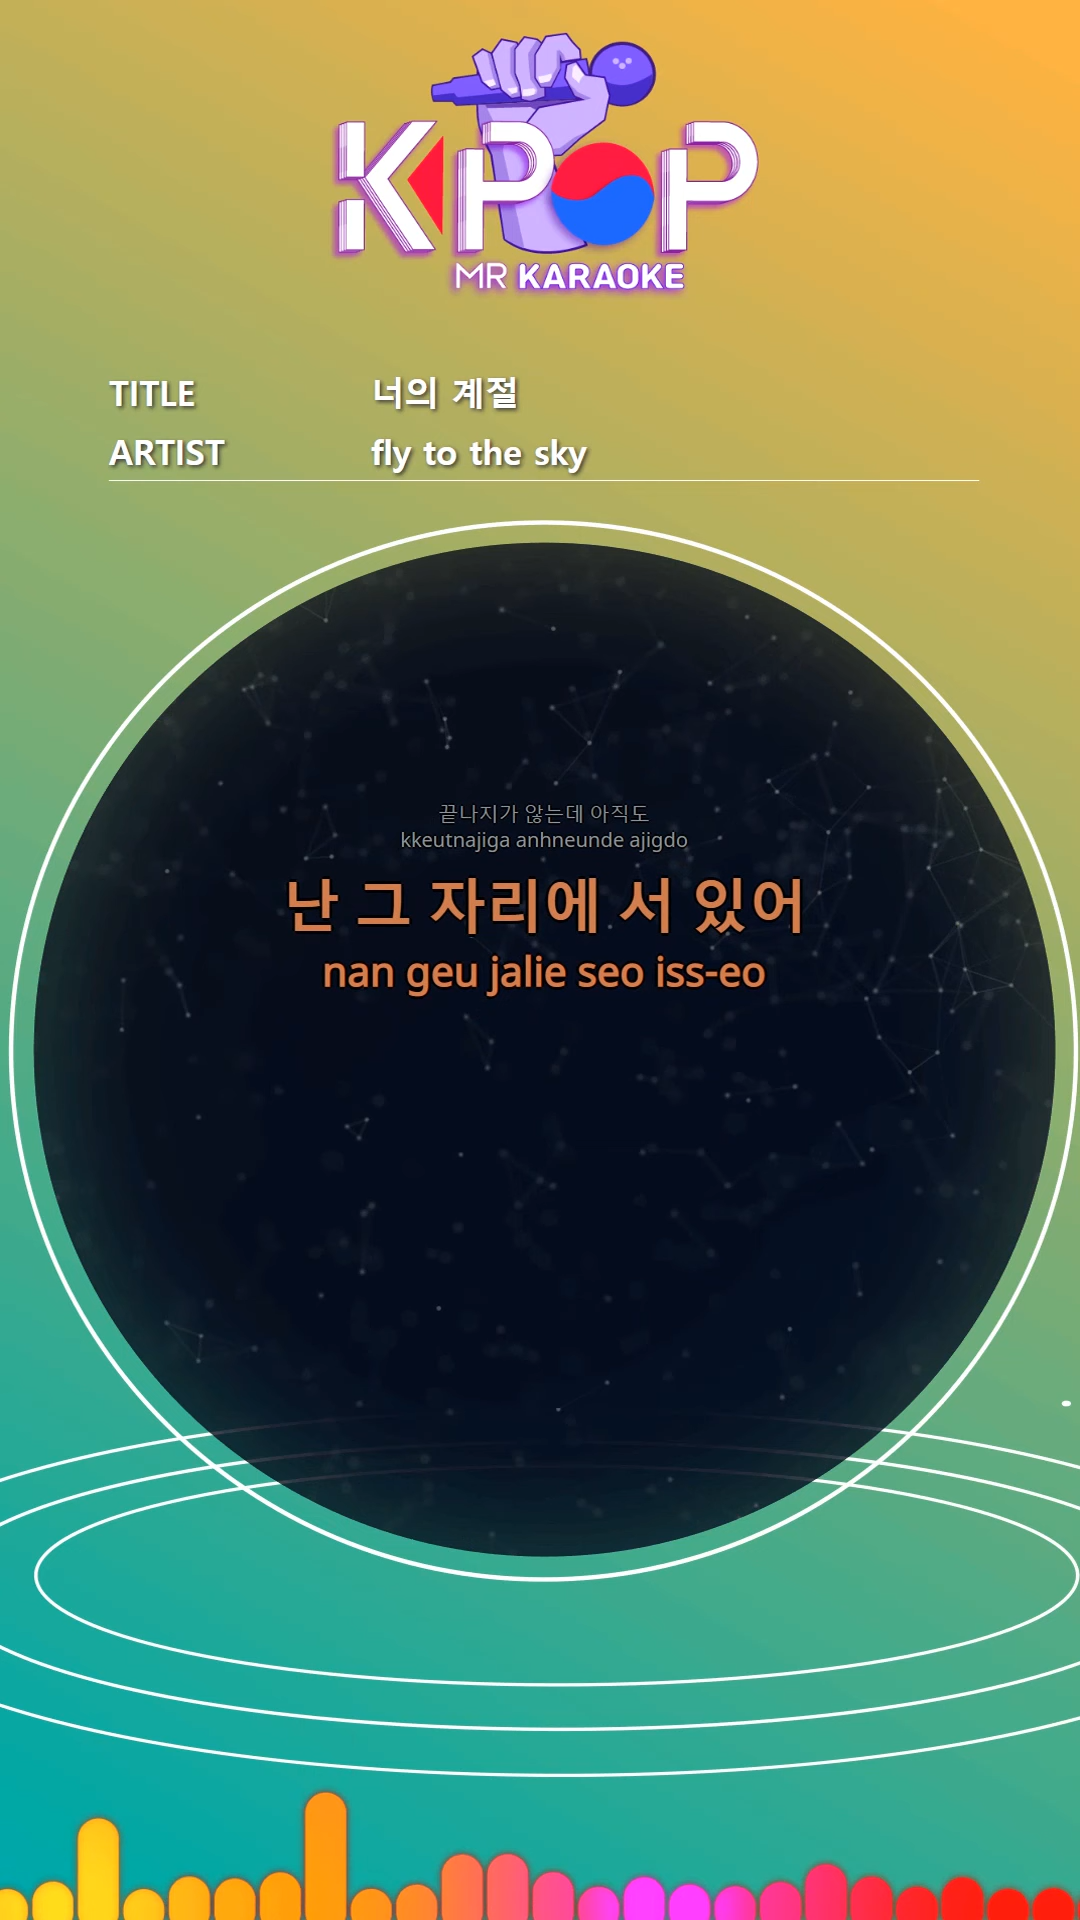 KPOP
MR KARAOKE
TITLE 너의 계절
ARTIST fly to the sky
끝나지가 않는데 아직도
kkeutnajiga anhneunde ajigdo
난 그 자리에 서 있어
nan geu jalie seo iss-eo